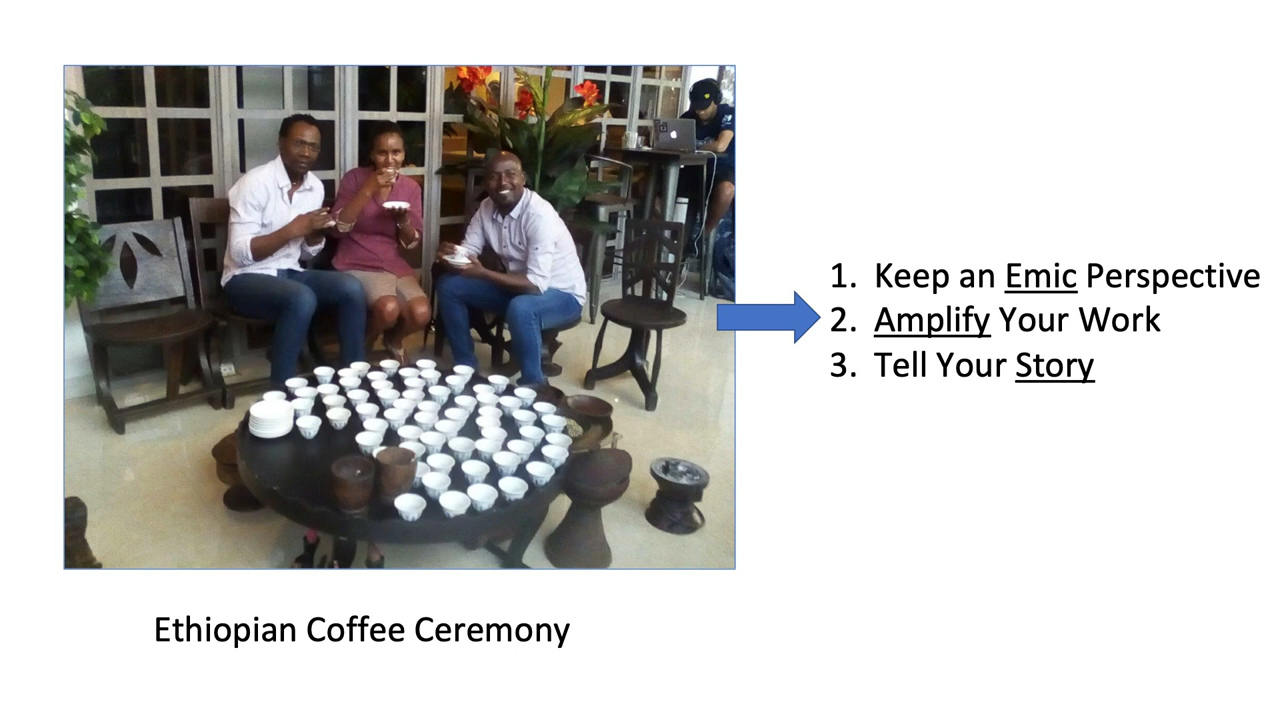 1. Keep an Emic Perspective
2. Amplify Your Work
3. Tell Your Story
Ethiopian Coffee Ceremony